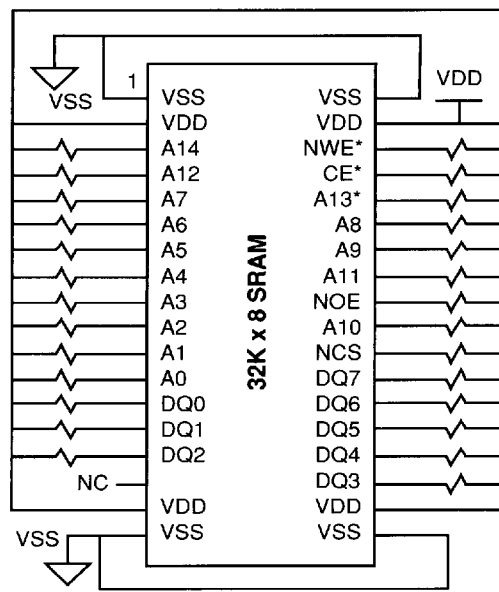 1
VSS
VDD
VSS
VDD
A14
A12
A7
A6
A5
A4
A3
A2
A1
A0
DQ0
DQ1
DQ2
NC
VDD
VSS
VSS
32K x 8 SRAM
VSS
VDD
NWE*
CE*
A13*
A8
A9
A11
NOE
A10
NCS
DQ7
DQ6
DQ5
DQ4
DQ3
VDD
VSS